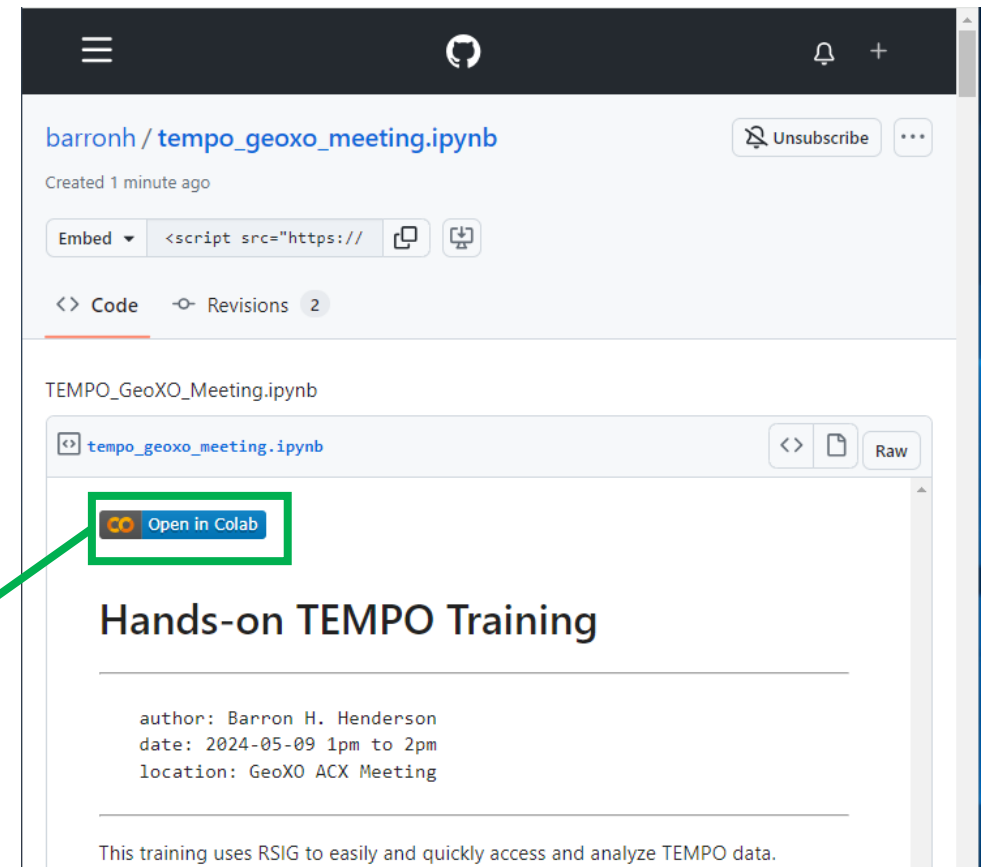 barronh / tempo_geoxo_meeting.ipynb
Unsubscribe
Created 1 minute ago
Embed <script src="https://
Code Revisions 2
TEMPO_GeoXO_Meeting.ipynb
tempo_geoxo_meeting.ipynb
Raw
CO Open in Colab
Hands-on TEMPO Training
author: Barron H. Henderson
date: 2024-05-09 1pm to 2pm
location: GeoXO ACX Meeting
This training uses RSIG to easily and quickly access and analyze TEMPO data.